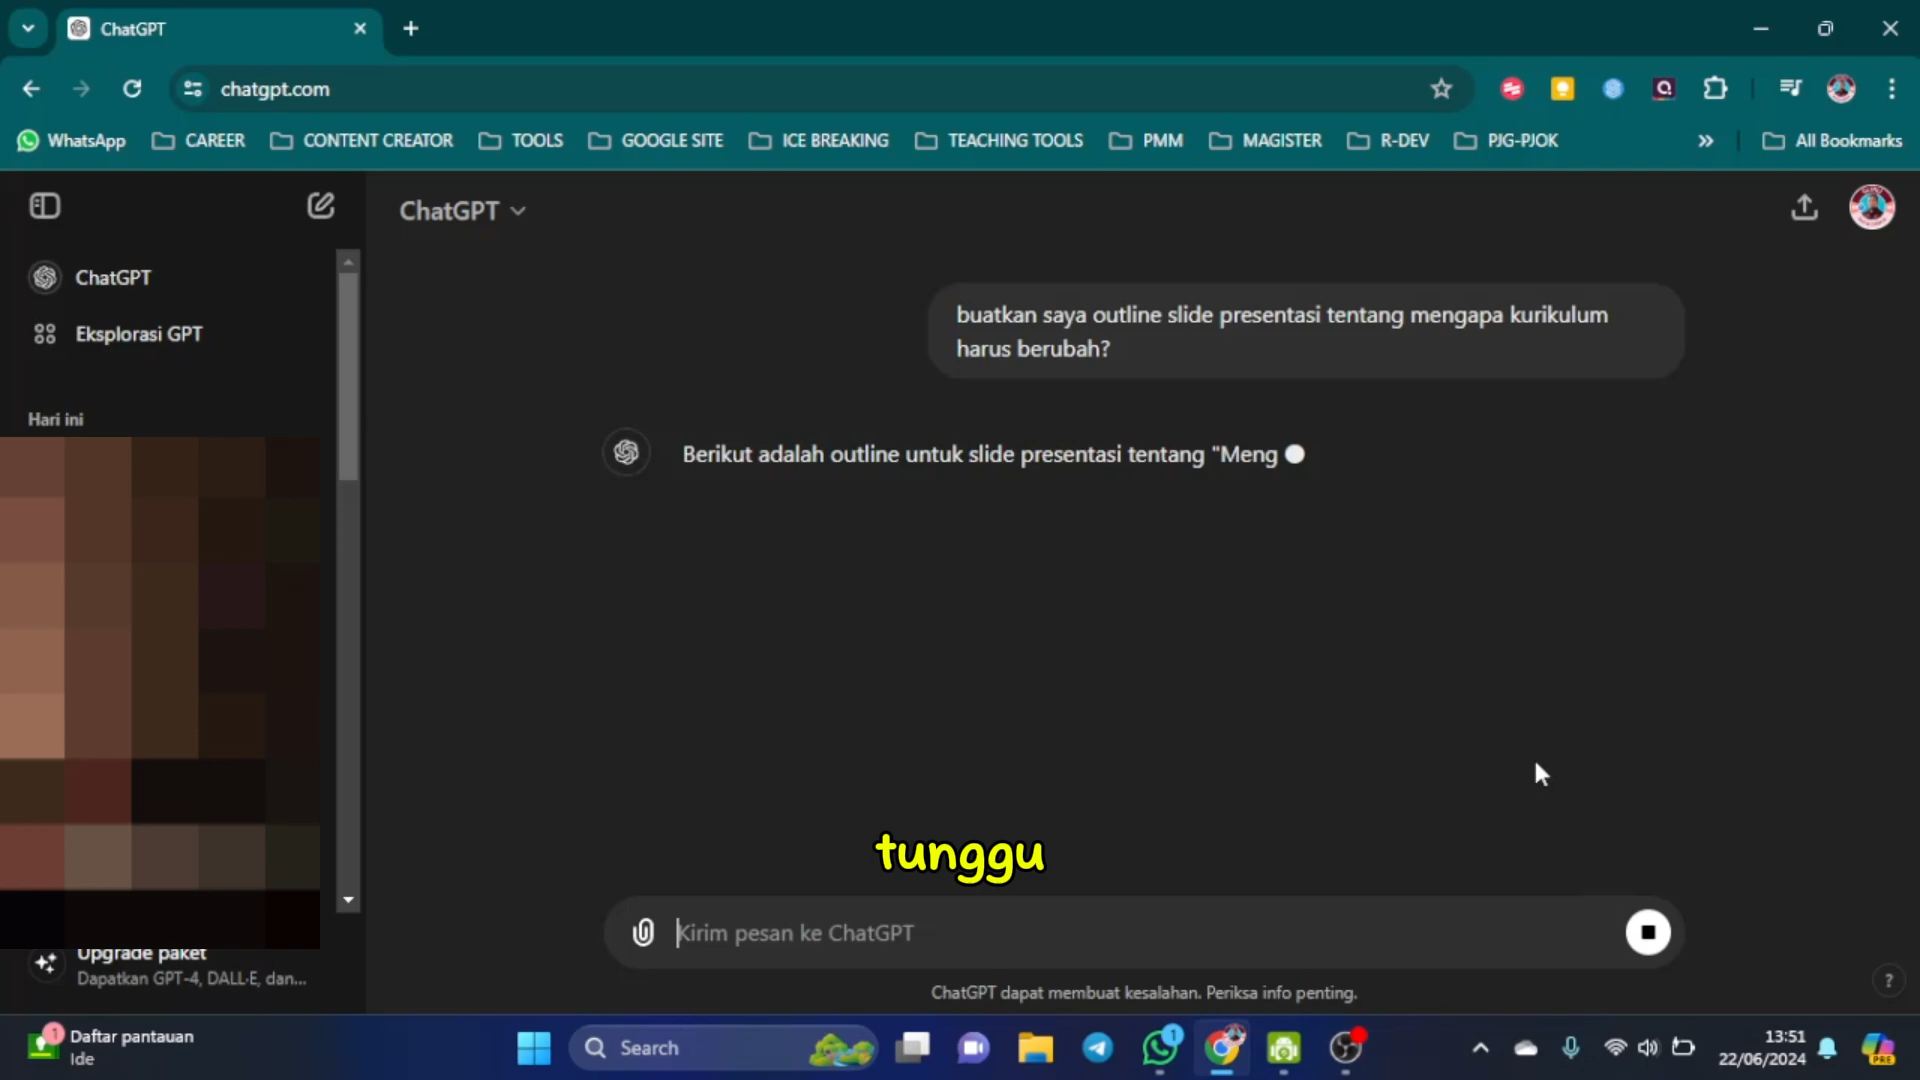 ChatGPT
chatgpt.com
WhatsApp CAREER CONTENT CREATOR TOOLS GOOGLE SITE ICE BREAKING TEACHING TOOLS PMM MAGISTER R-DEV PJG-PJOK » All Bookmarks
ChatGPT
ChatGPT
Eksplorasi GPT
Hari ini
buatkan saya outline slide presentasi tentang mengapa kurikulum
harus berubah?
Berikut adalah outline untuk slide presentasi tentang "Meng
tunggu
Kirim pesan ke ChatGPT
Upgrade paket
Dapatkan GPT-4, DALL·E, dan...
ChatGPT dapat membuat kesalahan. Periksa info penting.
?
1
Daftar pantauan
Ide
Search
1
13:51
22/06/2024
PRE